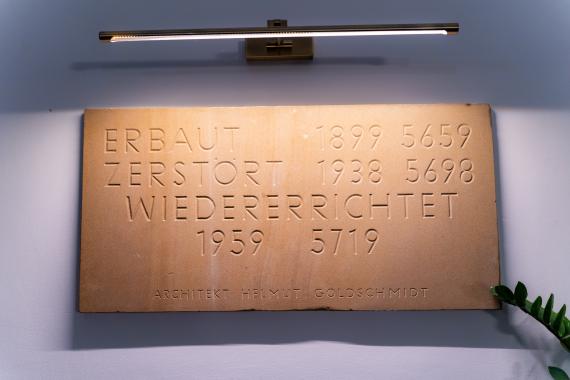 ERBAUT 1899 5659
ZERSTÖRT 1938 5698
WIEDERERRICHTET
1959 5719
ARCHITEKT HELMUT GOLDSCHMIDT